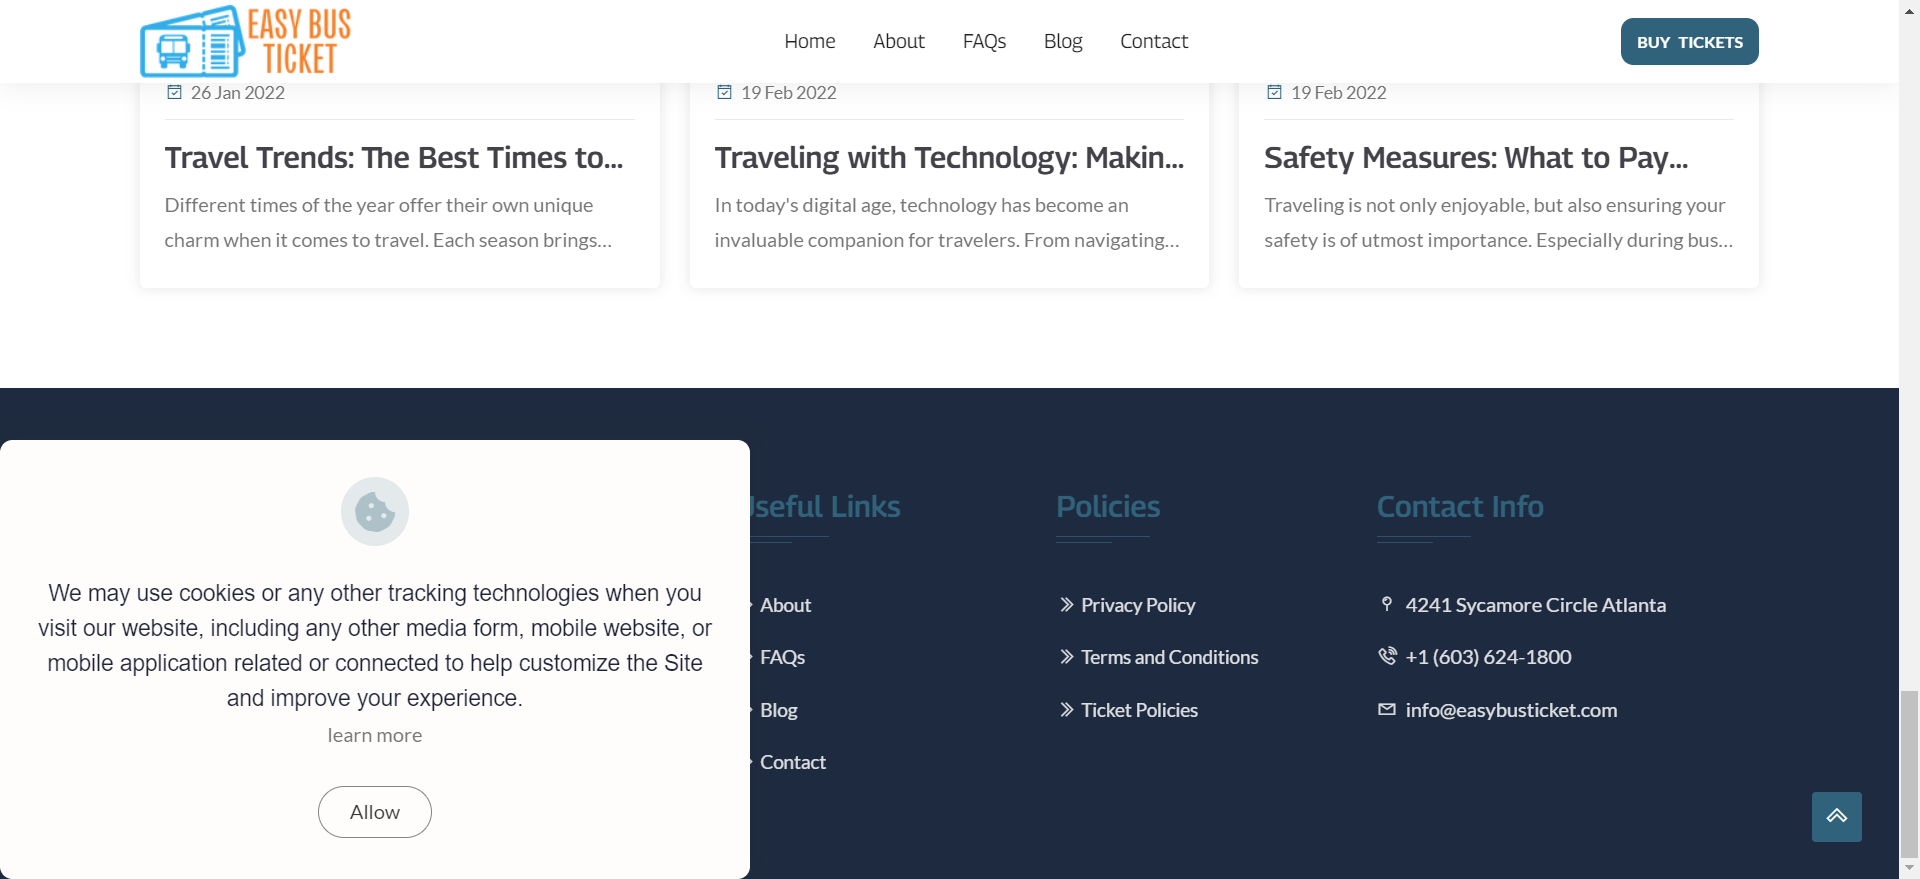 EASY BUS
TICKET
Home
About
FAQs
Blog
Contact
BUY TICKETS
26 Jan 2022
Travel Trends: The Best Times to...
Different times of the year offer their own unique
charm when it comes to travel. Each season brings...
19 Feb 2022
Traveling with Technology: Makin...
In today's digital age, technology has become an
invaluable companion for travelers. From navigating...
19 Feb 2022
Safety Measures: What to Pay...
Traveling is not only enjoyable, but also ensuring your
safety is of utmost importance. Especially during bus...
We may use cookies or any other tracking technologies when you
visit our website, including any other media form, mobile website, or
mobile application related or connected to help customize the Site
and improve your experience.
learn more
Allow
Useful Links
About
FAQs
Blog
Contact
Policies
Privacy Policy
Terms and Conditions
Ticket Policies
Contact Info
4241 Sycamore Circle Atlanta
+1 (603) 624-1800
info@easybusticket.com